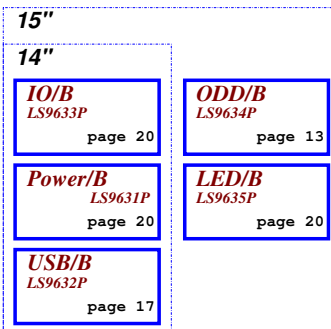 15"
14"
IO/B
LS9633P
page 20
ODD/B
LS9634P
page 13
Power/B
LS9631P
page 20
LED/B
LS9635P
page 20
USB/B
LS9632P
page 17